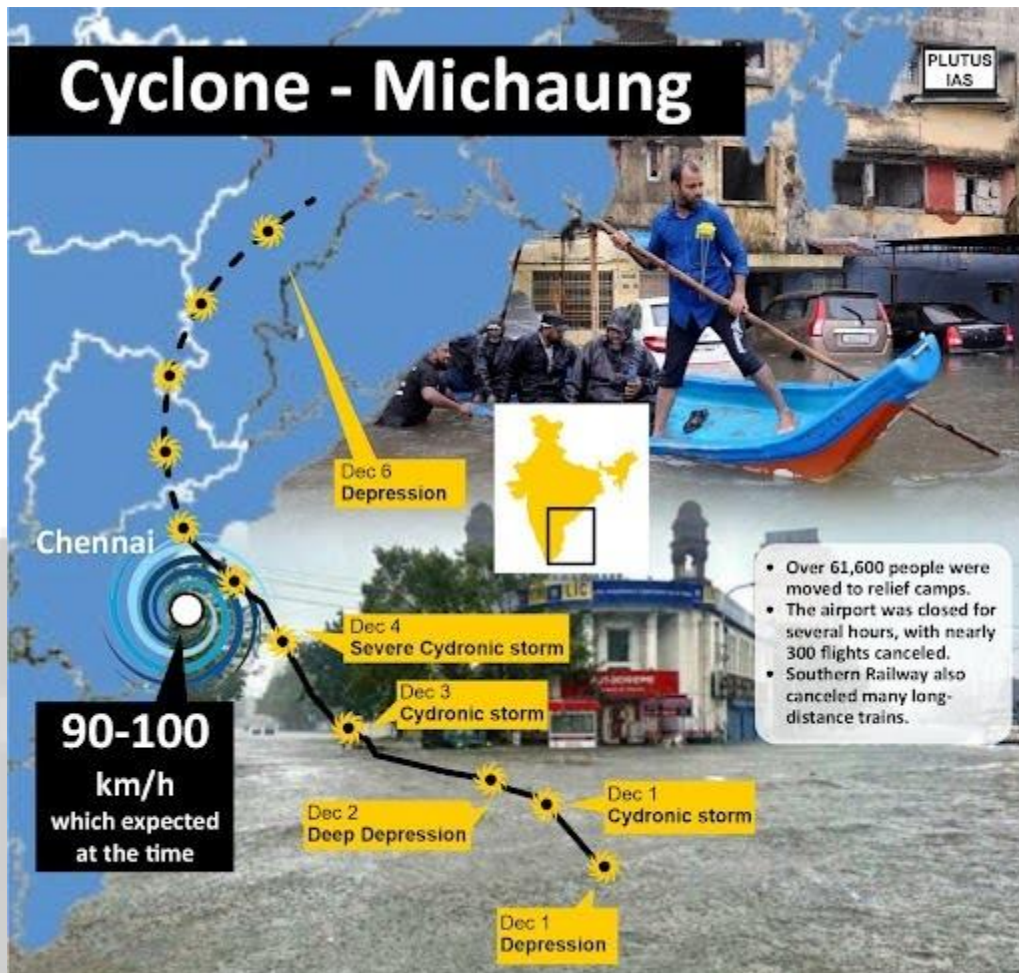 Cyclone - Michaung
PLUTUS
IAS
Dec 6
Depression
Chennai
Dec 4
Severe Cydronic storm
Dec 3
Cydronic storm
Dec 2
Deep Depression
Dec 1
Cydronic storm
Dec 1
Depression
90-100
km/h
which expected
at the time
• Over 61,600 people were
moved to relief camps.
• The airport was closed for
several hours, with nearly
300 flights canceled.
• Southern Railway also
canceled many long-
distance trains.
LIC